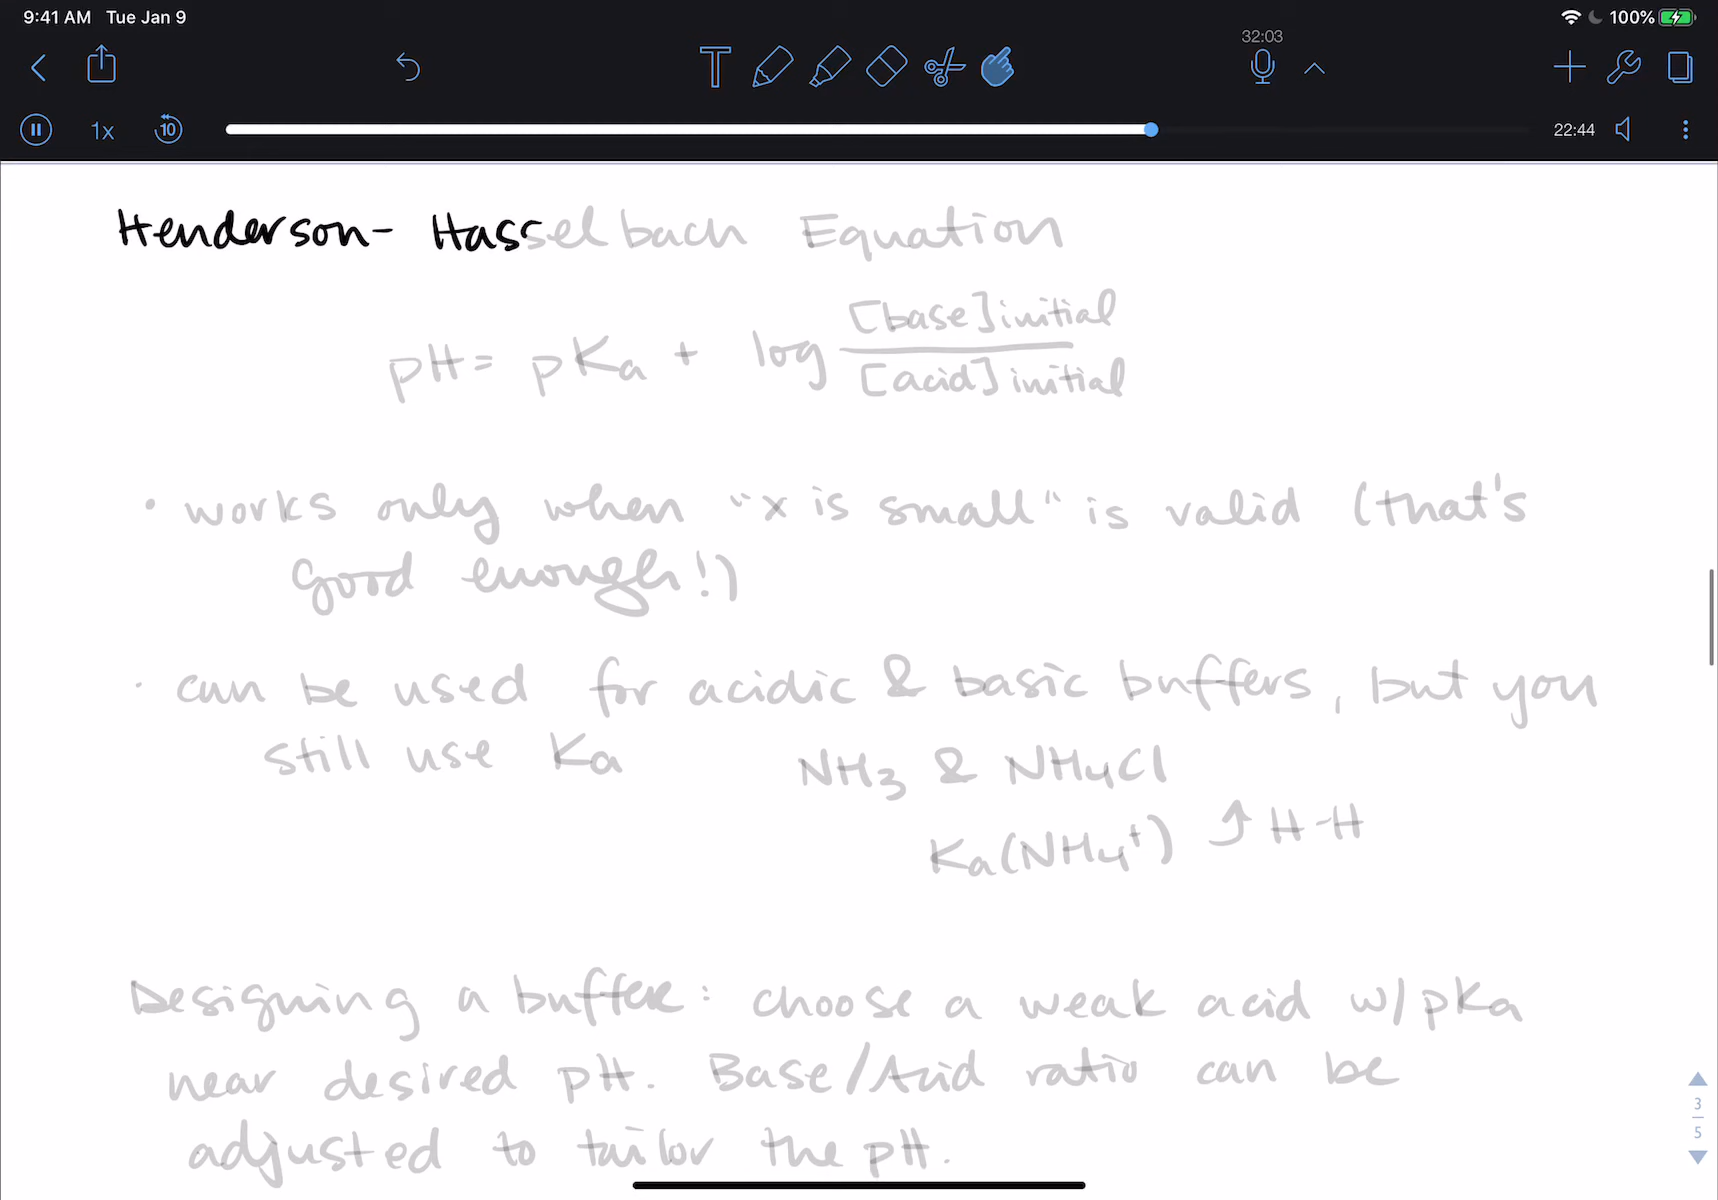 9:41 AM Tue Jan 9
100%
32:03
T
1x
10
22:44
Henderson- Hasselbach Equation
[base]initial
pH= pKa + log
[acid]initial
• works only when "x is small" is valid (that's
good enough!)
• can be used for acidic & basic buffers, but you
still use Ka
NH3 & NH4Cl
Ka(NH4+) ↑ H-H
Designing a buffer: choose a weak acid w/pKa
near desired pH. Base/Acid ratio can be
adjusted to tailor the pH.
3
5